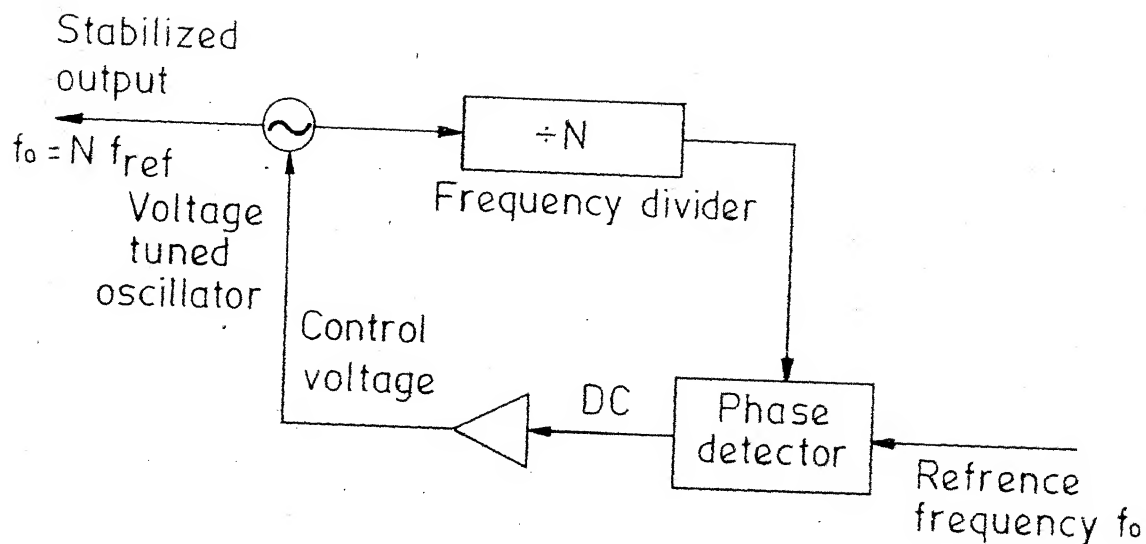 Stabilized
output
f₀ = N f_ref
Voltage
tuned
oscillator
÷N
Frequency divider
Control
voltage
DC
Phase
detector
Refrence
frequency f₀